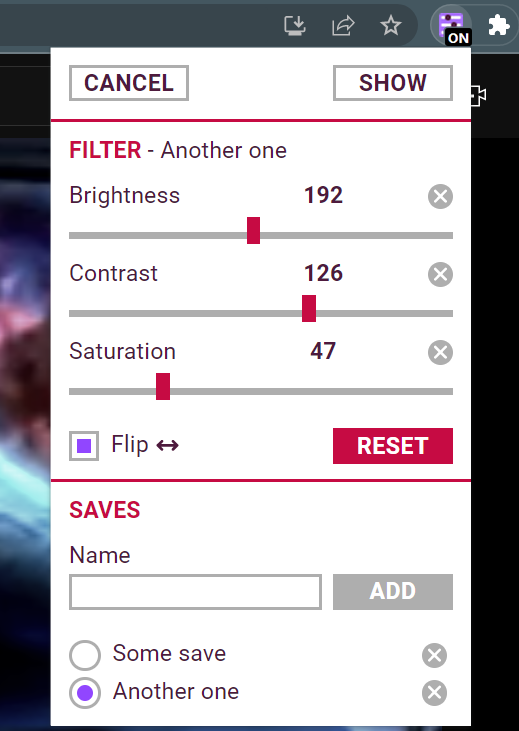 ON
CANCEL SHOW
FILTER - Another one
Brightness 192
Contrast 126
Saturation 47
Flip ↔ RESET
SAVES
Name
ADD
Some save
Another one